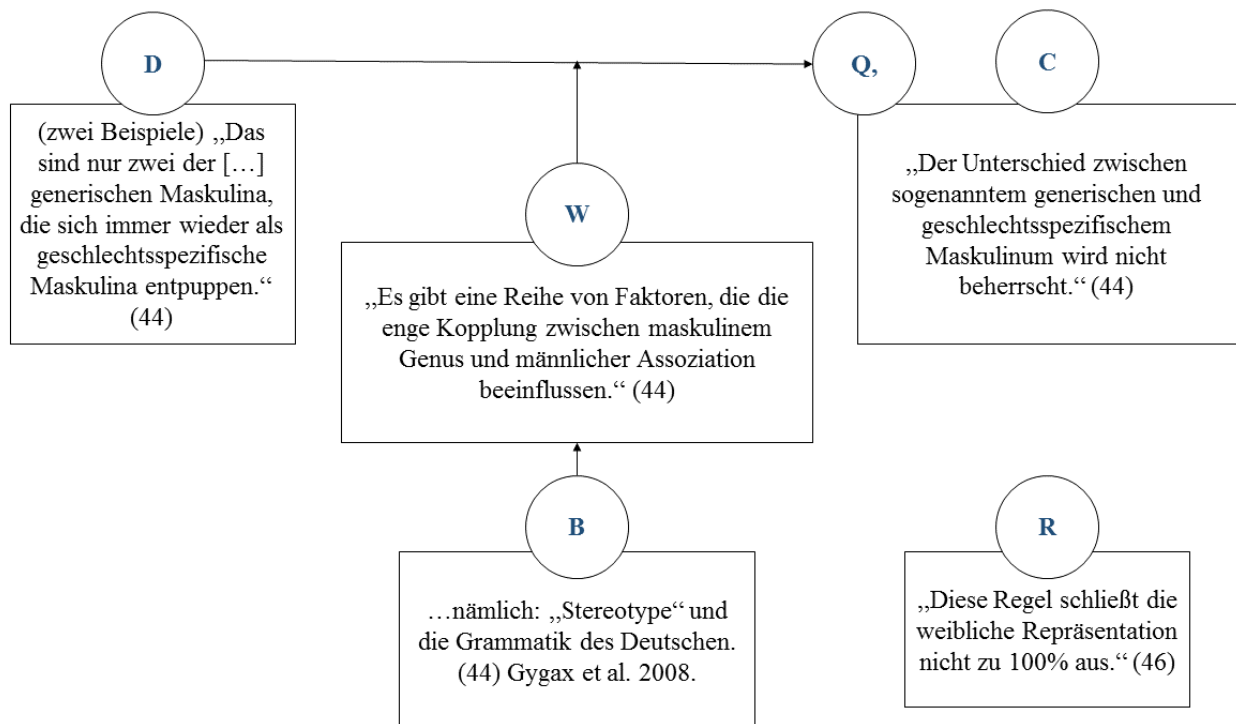 D
Q,
C
(zwei Beispiele) „Das
sind nur zwei der […]
generischen Maskulina,
die sich immer wieder als
geschlechtsspezifische
Maskulina entpuppen.“
(44)
„Der Unterschied zwischen
sogenanntem generischen und
geschlechtsspezifischem
Maskulinum wird nicht
beherrscht.“ (44)
W
„Es gibt eine Reihe von Faktoren, die die
enge Kopplung zwischen maskulinem
Genus und männlicher Assoziation
beeinflussen.“ (44)
B
…nämlich: „Stereotype“ und
die Grammatik des Deutschen.
(44) Gygax et al. 2008.
R
„Diese Regel schließt die
weibliche Repräsentation
nicht zu 100% aus.“ (46)